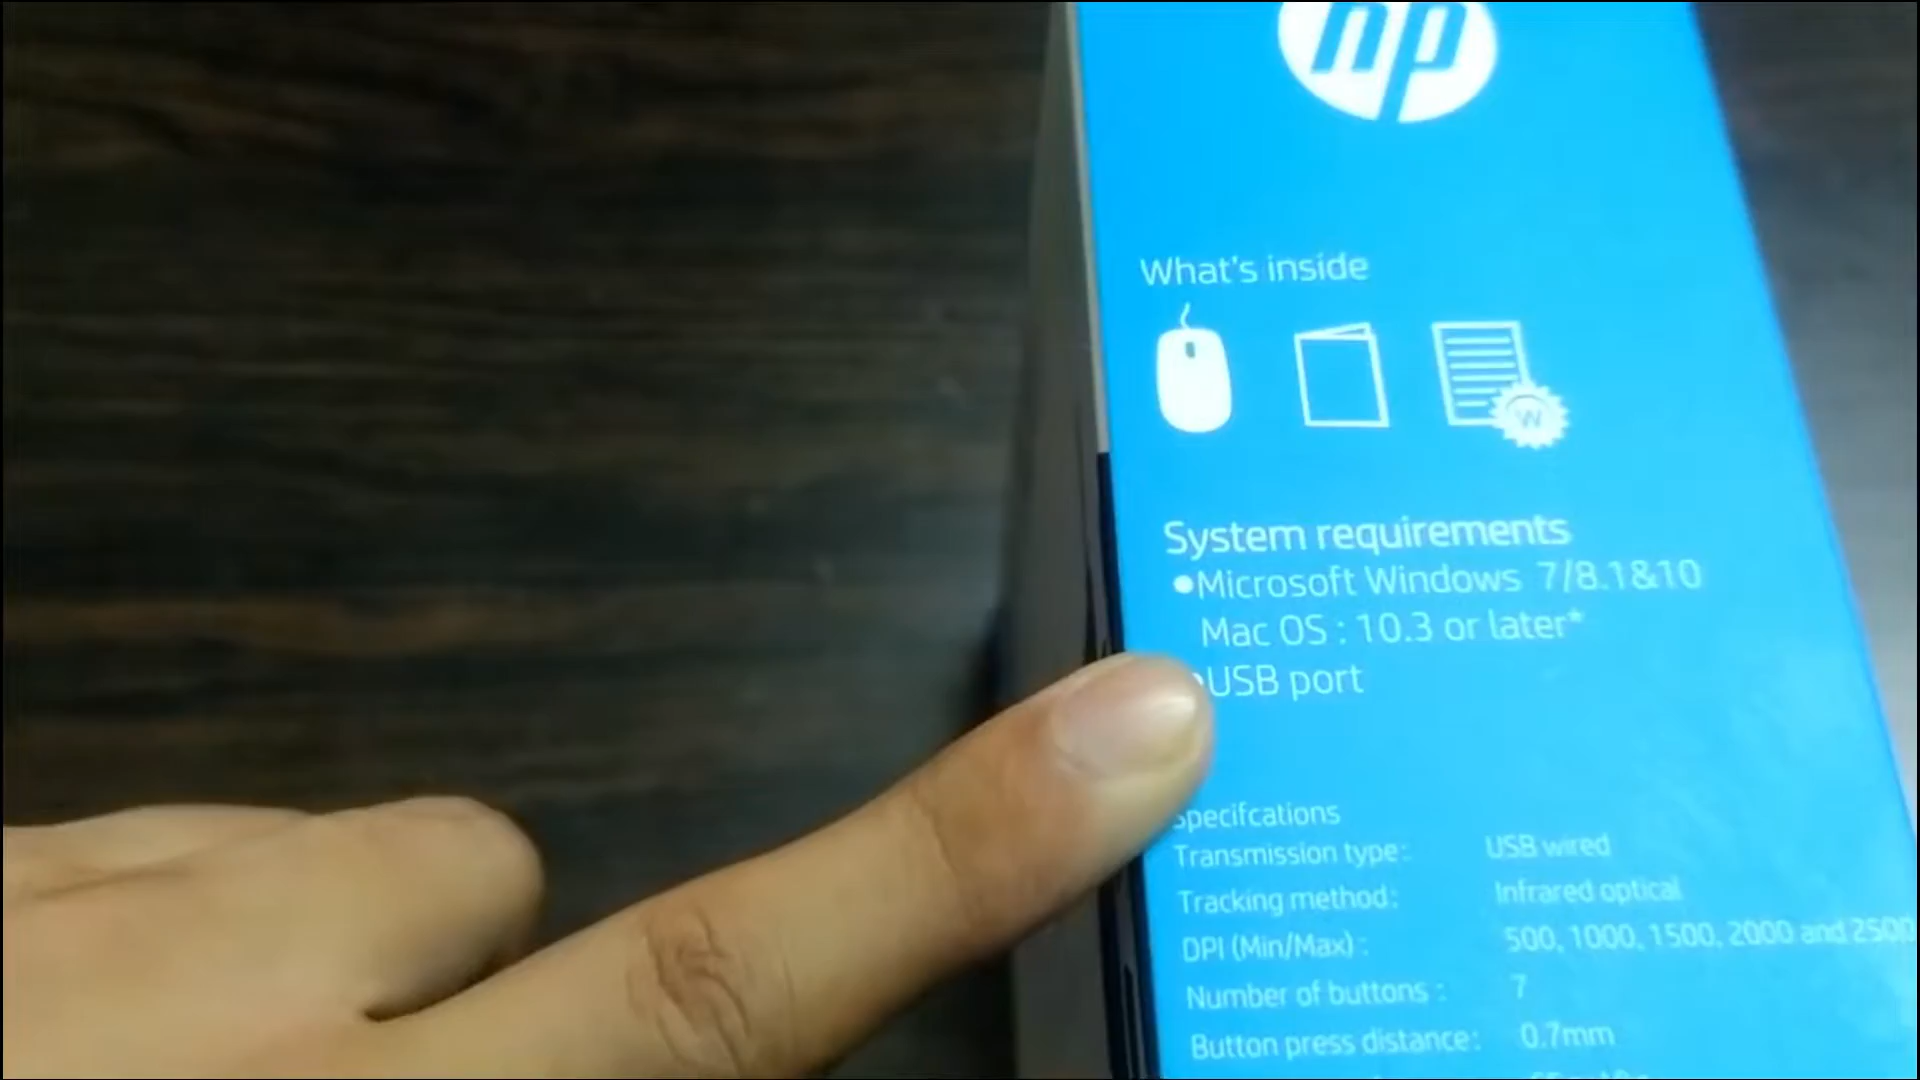 hp
What's inside
W
System requirements
•Microsoft Windows 7/8.1&10
Mac OS : 10.3 or later*
USB port
Specifcations
Transmission type: USB wired
Tracking method: Infrared optical
DPI (Min/Max) : 500, 1000, 1500, 2000 and 2500
Number of buttons : 7
Button press distance: 0.7mm